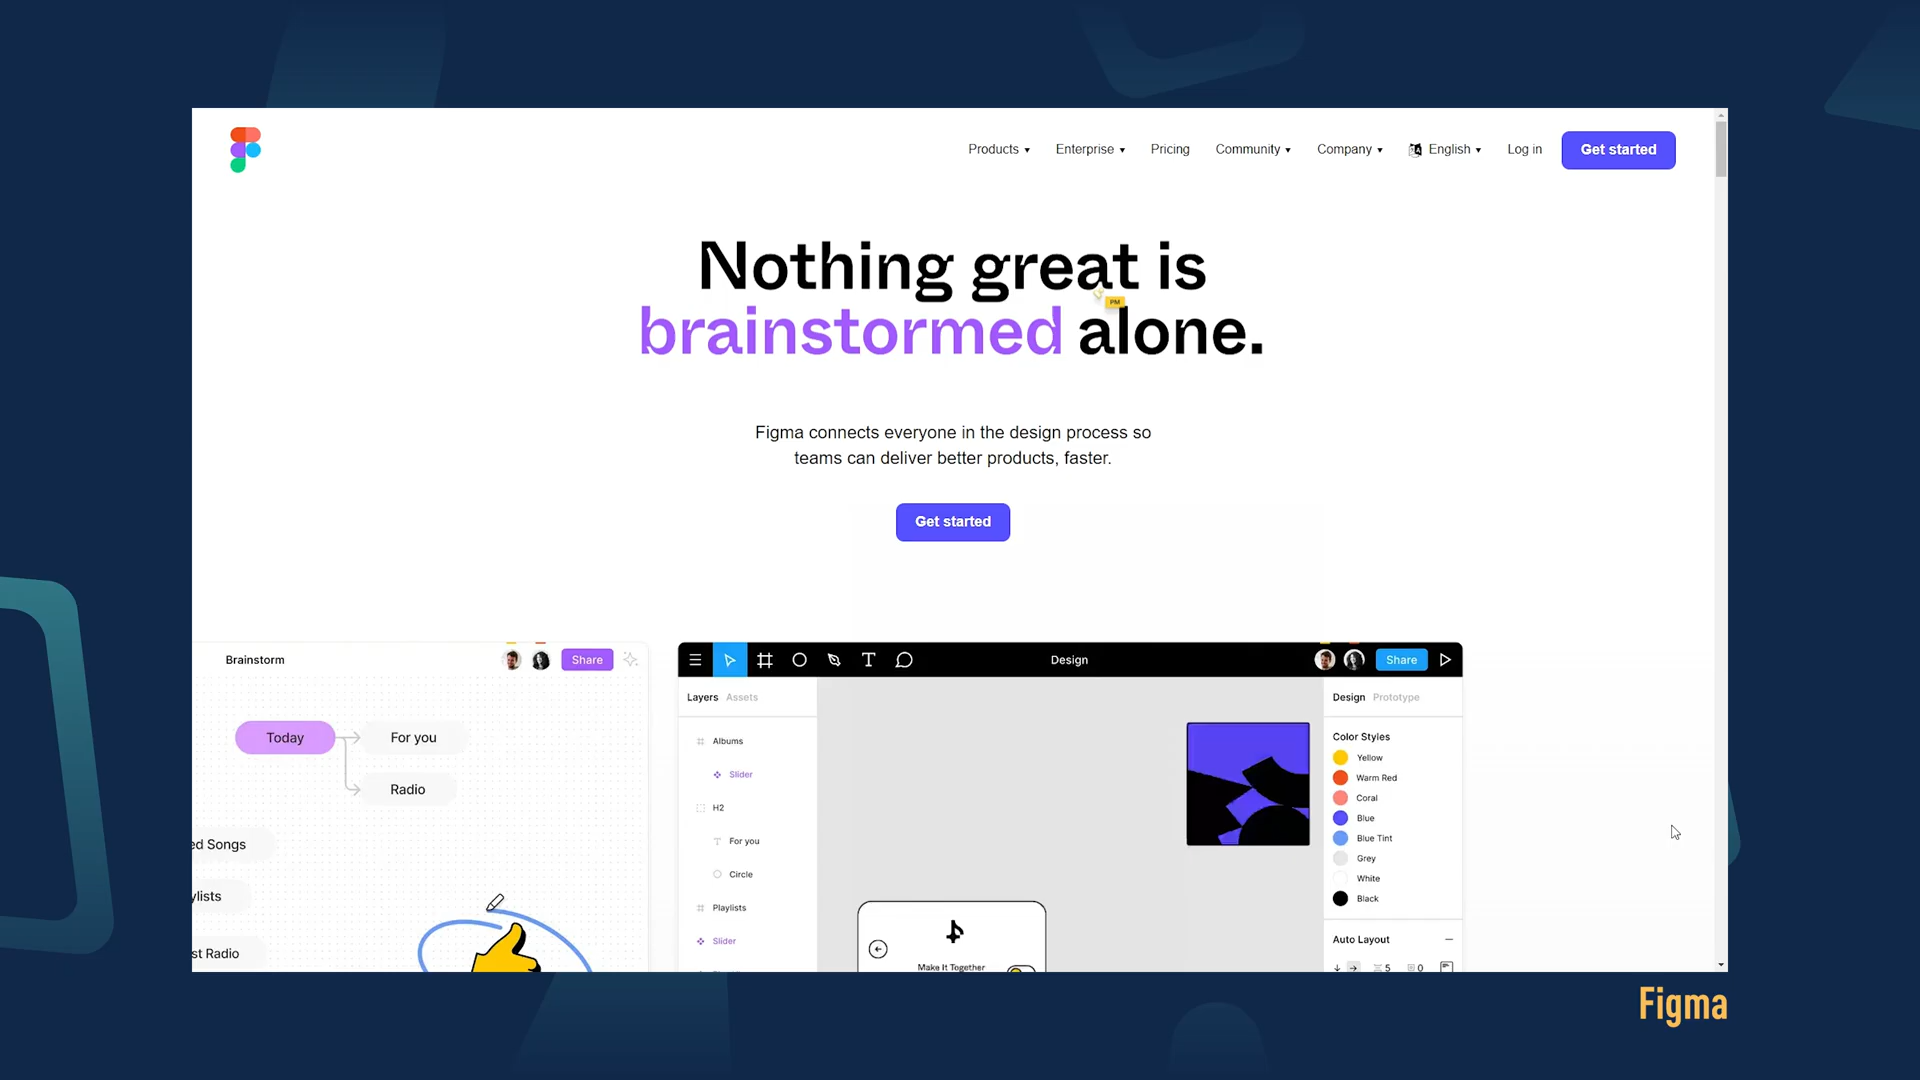 Products
Enterprise
Pricing
Community
Company
English
Log in
Get started
Nothing great is
PM
brainstormed alone.
Figma connects everyone in the design process so
teams can deliver better products, faster.
Get started
Brainstorm
Share
Today
For you
Radio
ed Songs
ylists
st Radio
Design
Share
Layers Assets
Albums
Slider
H2
For you
Circle
Playlists
Slider
Make It Together
Design Prototype
Color Styles
Yellow
Warm Red
Coral
Blue
Blue Tint
Grey
White
Black
Auto Layout
5
0
Figma